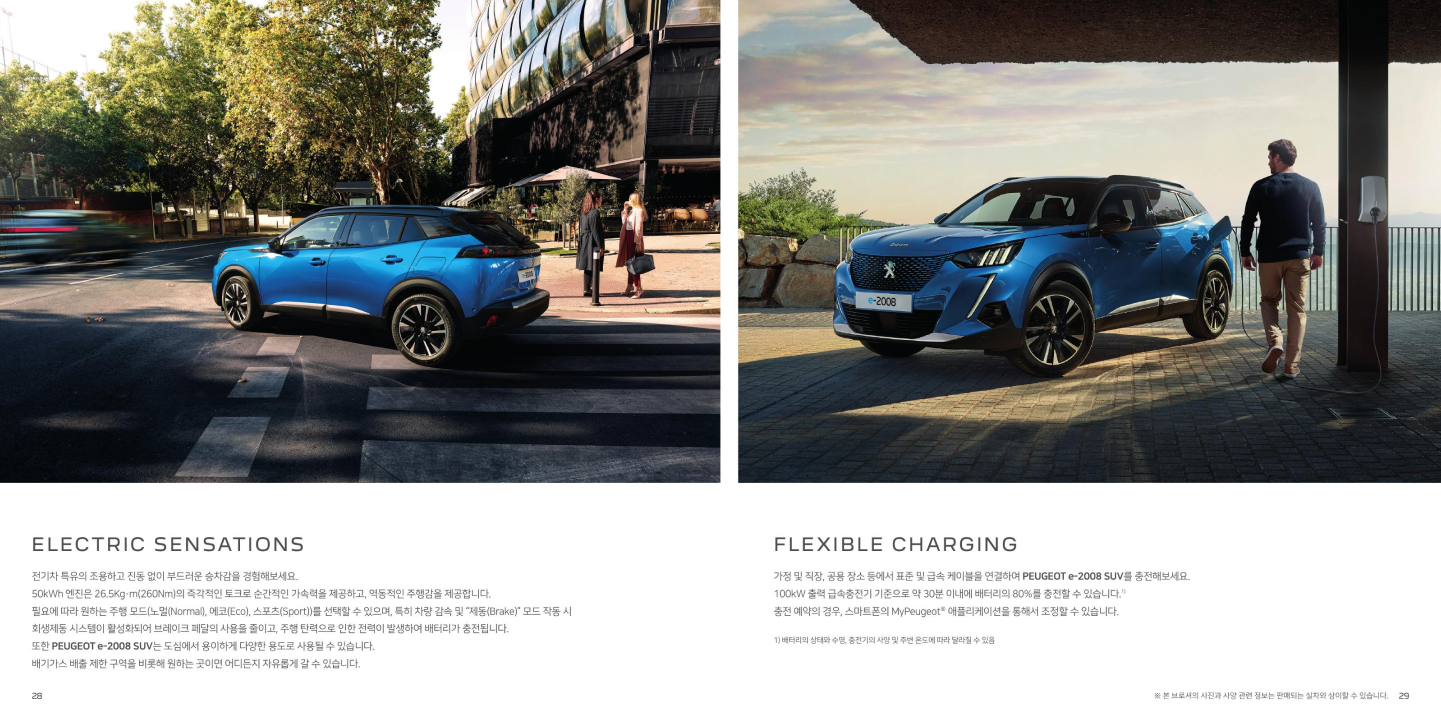 e-2008
ELECTRIC SENSATIONS
전기차 특유의 조용하고 진동 없이 부드러운 승차감을 경험해보세요.
50kWh 엔진은 26.5Kg·m(260Nm)의 즉각적인 토크로 순간적인 가속력을 제공하고, 역동적인 주행감을 제공합니다.
필요에 따라 원하는 주행 모드(노멀(Normal), 에코(Eco), 스포츠(Sport))를 선택할 수 있으며, 특히 차량 감속 및 “제동(Brake)” 모드 작동 시
회생제동 시스템이 활성화되어 브레이크 페달의 사용을 줄이고, 주행 탄력으로 인한 전력이 발생하여 배터리가 충전됩니다.
또한 PEUGEOT e-2008 SUV는 도심에서 용이하게 다양한 용도로 사용될 수 있습니다.
배기가스 배출 제한 구역을 비롯해 원하는 곳이면 어디든지 자유롭게 갈 수 있습니다.
28
e-2008
FLEXIBLE CHARGING
가정 및 직장, 공용 장소 등에서 표준 및 급속 케이블을 연결하여 PEUGEOT e-2008 SUV를 충전해보세요.
100kW 출력 급속충전기 기준으로 약 30분 이내에 배터리의 80%를 충전할 수 있습니다.1)
충전 예약의 경우, 스마트폰의 MyPeugeot® 애플리케이션을 통해서 조정할 수 있습니다.
1) 배터리의 상태와 수명, 충전기의 사양 및 주변 온도에 따라 달라질 수 있음
※ 본 브로셔의 사진과 사양 관련 정보는 판매되는 실차와 상이할 수 있습니다. 29